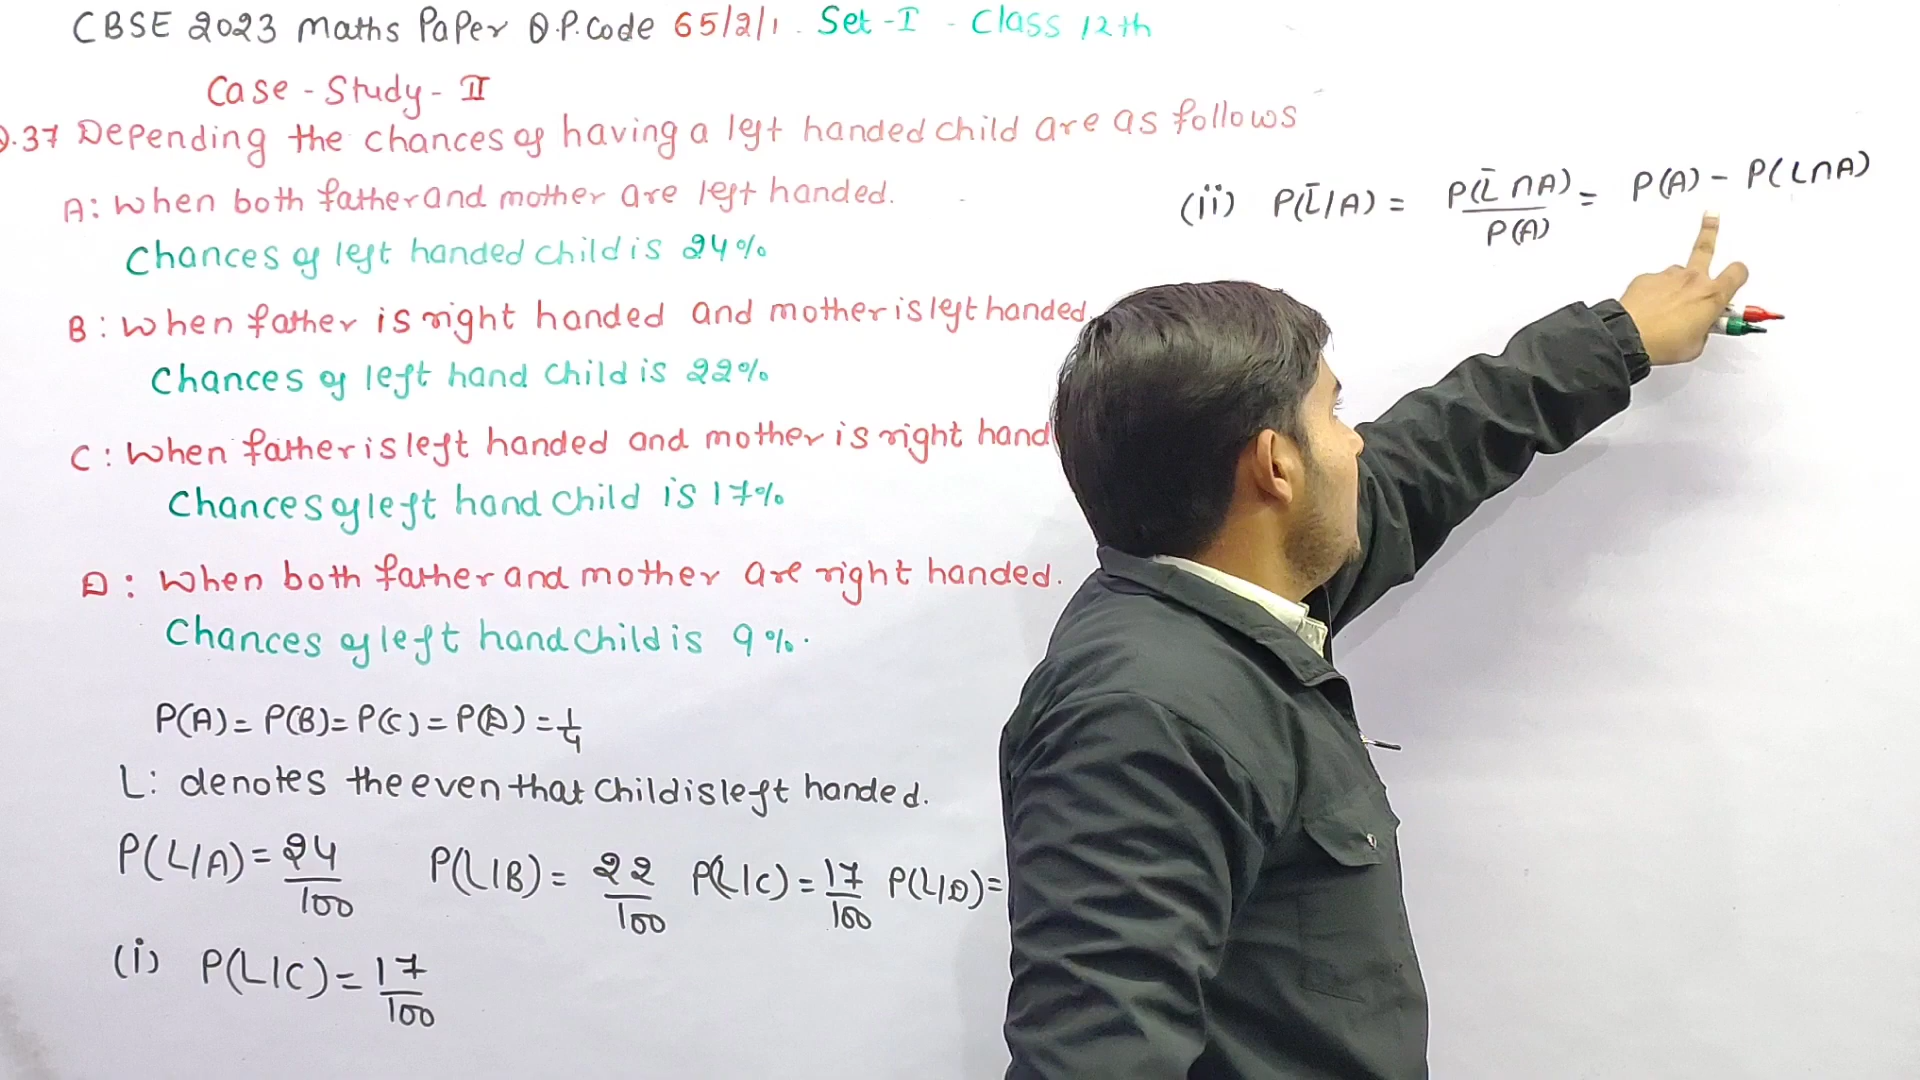 CBSE 2023 Maths Paper Q.P. Code 65/2/1. Set-I - Class 12th
Case-Study-II
Q.37 Depending the chances of having a left handed child are as follows
A: when both father and mother are left handed.
Chances of left handed child is 24%
B: when father is right handed and mother is left handed.
Chances of left hand child is 22%
C: when father is left handed and mother is right hand
Chances of left hand child is 17%
D: when both father and mother are right handed.
Chances of left hand child is 9%.
P(A) = P(B) = P(C) = P(D) = 1/4
L: denotes the even that child is left handed.
P(L/A) = 24/100 P(L/B) = 22/100 P(L/C) = 17/100 P(L/D) =
(i) P(L/C) = 17/100
(ii) P(L̄/A) = P(L̄∩A)/P(A) = P(A) - P(L∩A)